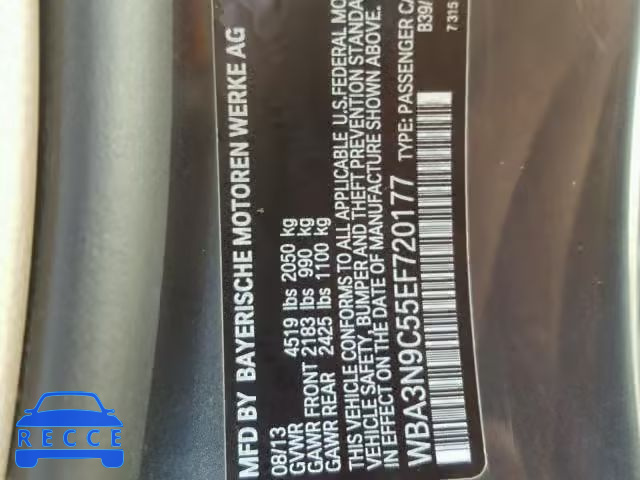 MFD BY BAYERISCHE MOTOREN WERKE AG
08/13
GVWR 4519 lbs 2050 kg
GAWR FRONT 2183 lbs 990 kg
GAWR REAR 2425 lbs 1100 kg
THIS VEHICLE CONFORMS TO ALL APPLICABLE U.S. FEDERAL MO
VEHICLE SAFETY, BUMPER AND THEFT PREVENTION STANDA
IN EFFECT ON THE DATE OF MANUFACTURE SHOWN ABOVE.
WBA3N9C55EF720177 TYPE: PASSENGER CA
B39/
7315
RECCE